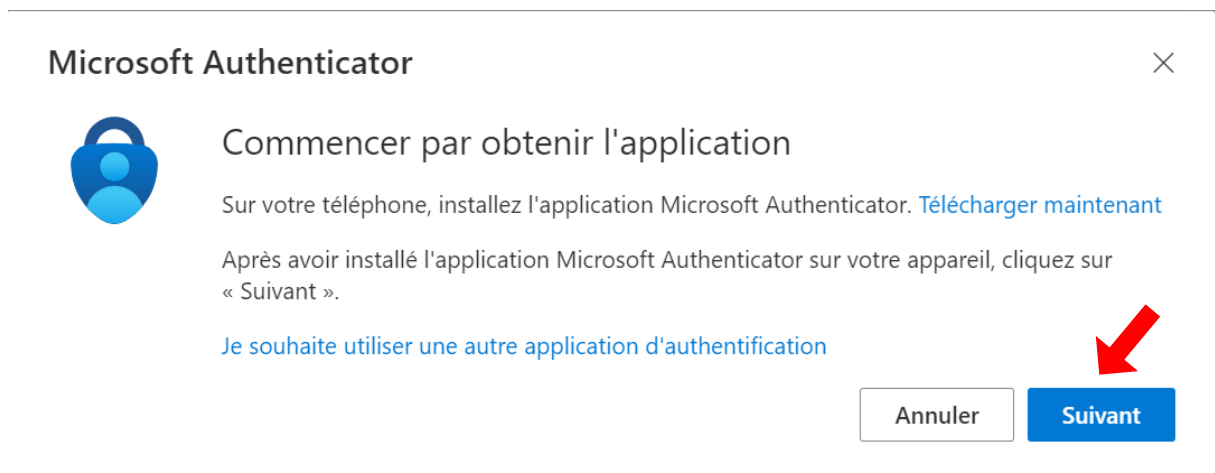 Microsoft Authenticator
Commencer par obtenir l'application
Sur votre téléphone, installez l'application Microsoft Authenticator. Télécharger maintenant
Après avoir installé l'application Microsoft Authenticator sur votre appareil, cliquez sur
« Suivant ».
Je souhaite utiliser une autre application d'authentification
Annuler
Suivant